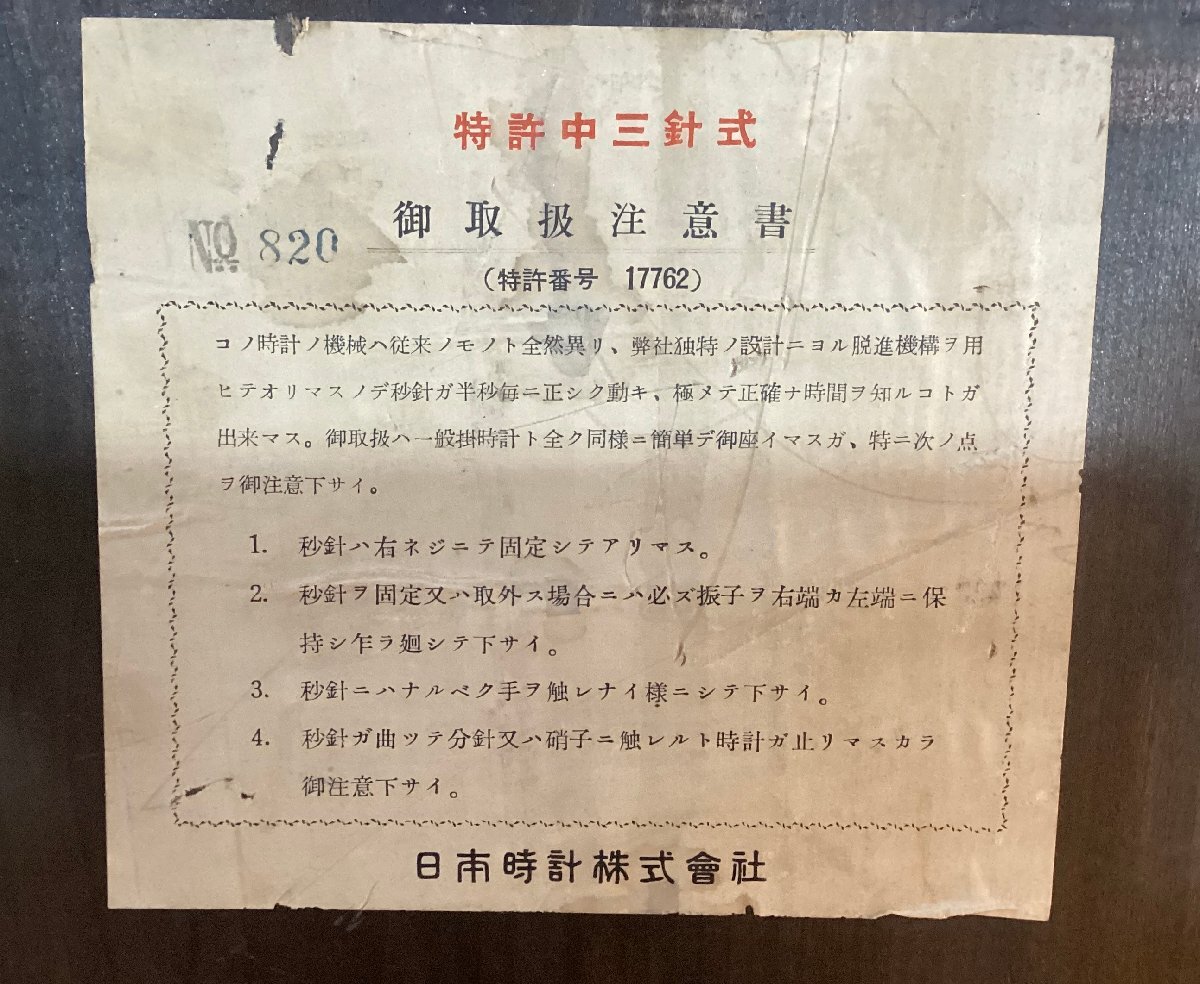 特許中三針式
御取扱注意書
No 820
(特許番号 17762)
コノ時計ノ機械ハ従来ノモノト全然異リ、弊社独特ノ設計ニヨル脱進機構ヲ用
ヒテオリマスノデ秒針ガ半秒毎ニ正シク動キ、極メテ正確ナ時間ヲ知ルコトガ
出来マス。御取扱ハ一般掛時計ト全ク同様ニ簡単デ御座イマスガ、特ニ次ノ点
ヲ御注意下サイ。
1. 秒針ハ右ネジニテ固定シテアリマス。
2. 秒針ヲ固定又ハ取外ス場合ニハ必ズ振子ヲ右端カ左端ニ保
持シ乍ラ廻シテ下サイ。
3. 秒針ニハナルベク手ヲ触レナイ様ニシテ下サイ。
4. 秒針ガ曲ツテ分針又ハ硝子ニ触レルト時計ガ止リマスカラ
御注意下サイ。
日本時計株式會社